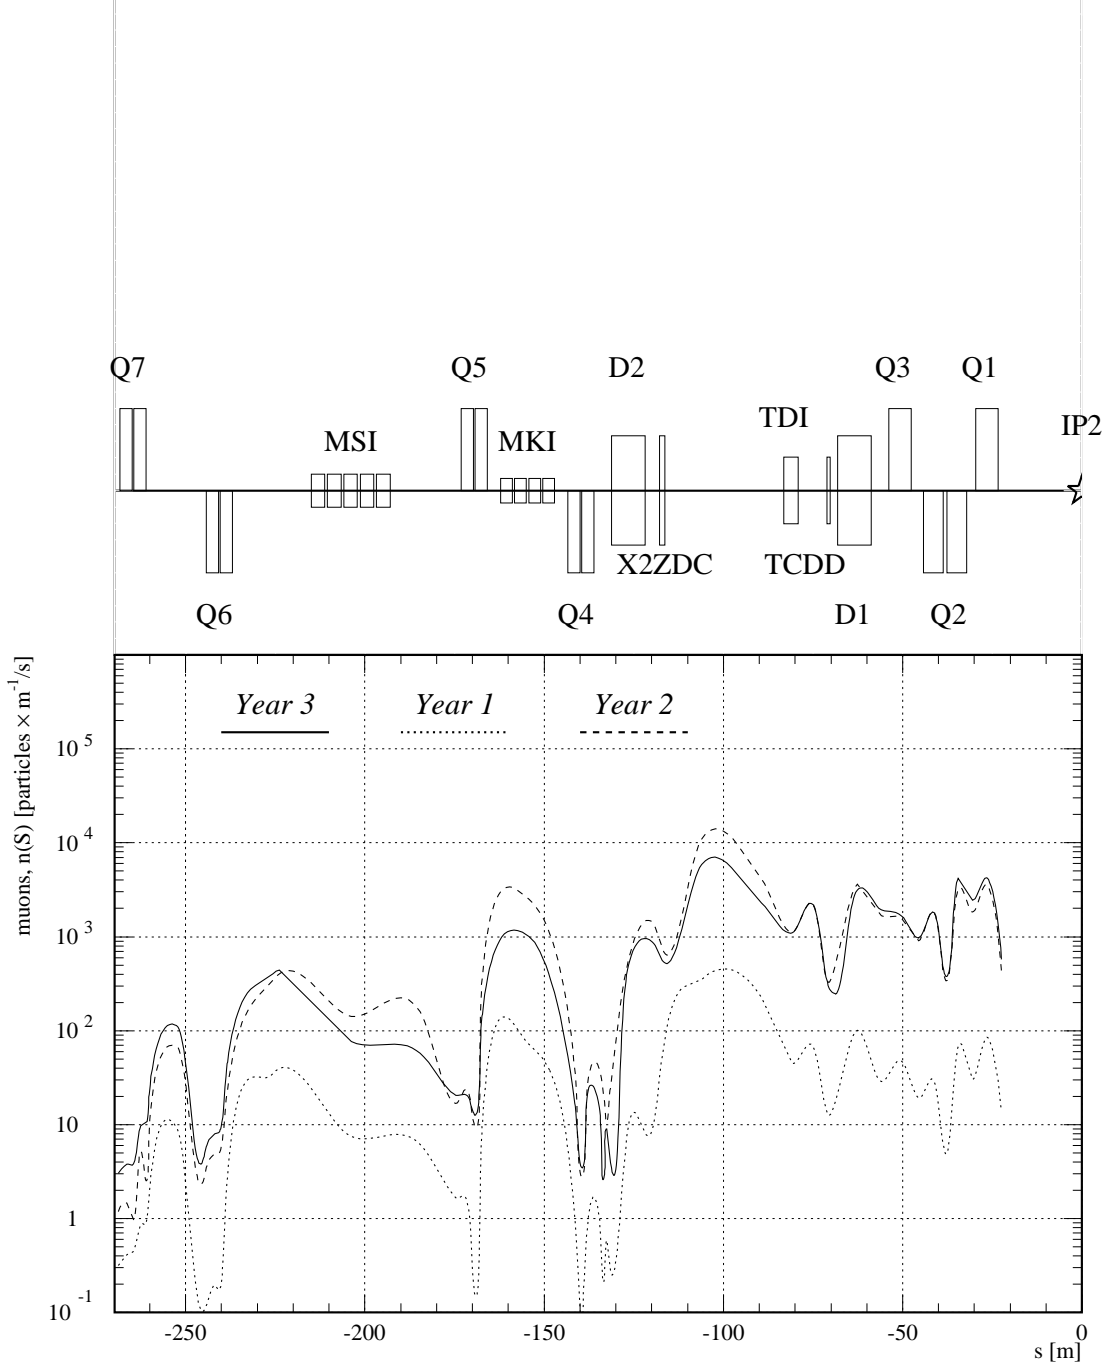 Q7 Q5 D2 Q3 Q1
TDI
IP2
MSI MKI
X2ZDC TCDD
Q6 Q4 D1 Q2
muons, n(S) [particles × m⁻¹/s]
Year 3 Year 1 Year 2
10⁵
10⁴
10³
10²
10
1
10⁻¹
-250 -200 -150 -100 -50 0
s [m]